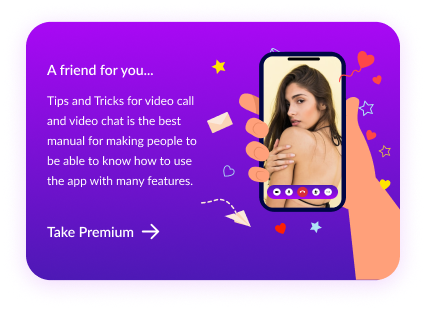 A friend for you...
Tips and Tricks for video call
and video chat is the best
manual for making people to
be able to know how to use
the app with many features.
Take Premium